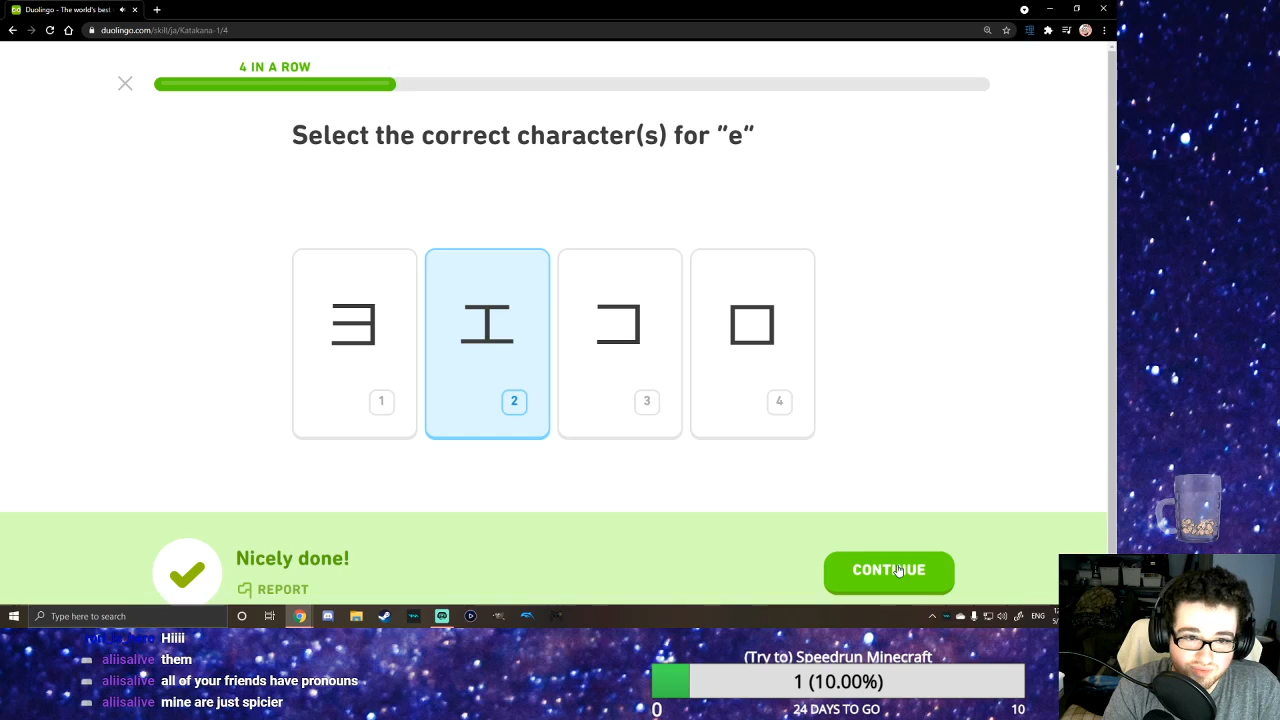 Duolingo - The world's best
duolingo.com/skill/ja/Katakana-1/4
4 IN A ROW
Select the correct character(s) for "e"
ヨ エ コ ロ
1 2 3 4
Nicely done!
REPORT
CONTINUE
Type here to search
ENG
Hiiii
aliisalive them
aliisalive all of your friends have pronouns
aliisalive mine are just spicier
(Try to) Speedrun Minecraft
1 (10.00%)
0 24 DAYS TO GO 10